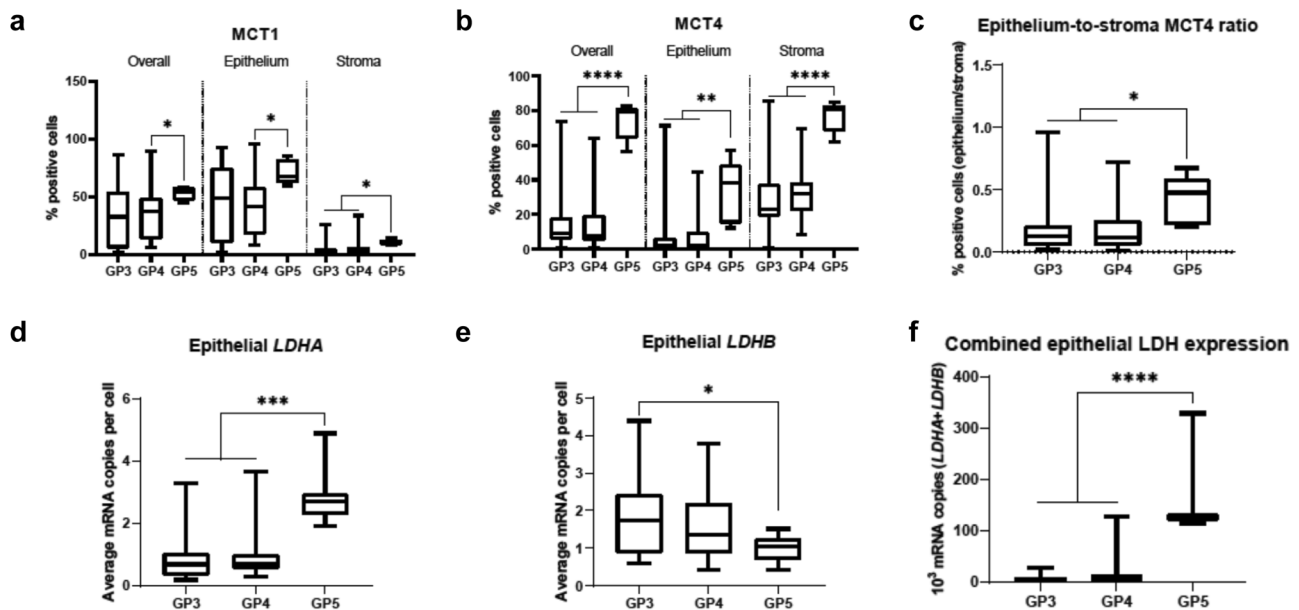 a
MCT1
Overall Epithelium Stroma
% positive cells
150
100
50
0
* * *
GP3 GP4 GP5 GP3 GP4 GP5 GP3 GP4 GP5
b
MCT4
Overall Epithelium Stroma
% positive cells
100
80
60
40
20
0
**** ** ****
GP3 GP4 GP5 GP3 GP4 GP5 GP3 GP4 GP5
c
Epithelium-to-stroma MCT4 ratio
% positive cells (epithelium/stroma)
1.5
1.0
0.5
0.0
*
GP3 GP4 GP5
d
Epithelial LDHA
Average mRNA copies per cell
6
4
2
0
***
GP3 GP4 GP5
e
Epithelial LDHB
Average mRNA copies per cell
5
4
3
2
1
0
*
GP3 GP4 GP5
f
Combined epithelial LDH expression
10³ mRNA copies (LDHA+LDHB)
400
300
200
100
0
****
GP3 GP4 GP5